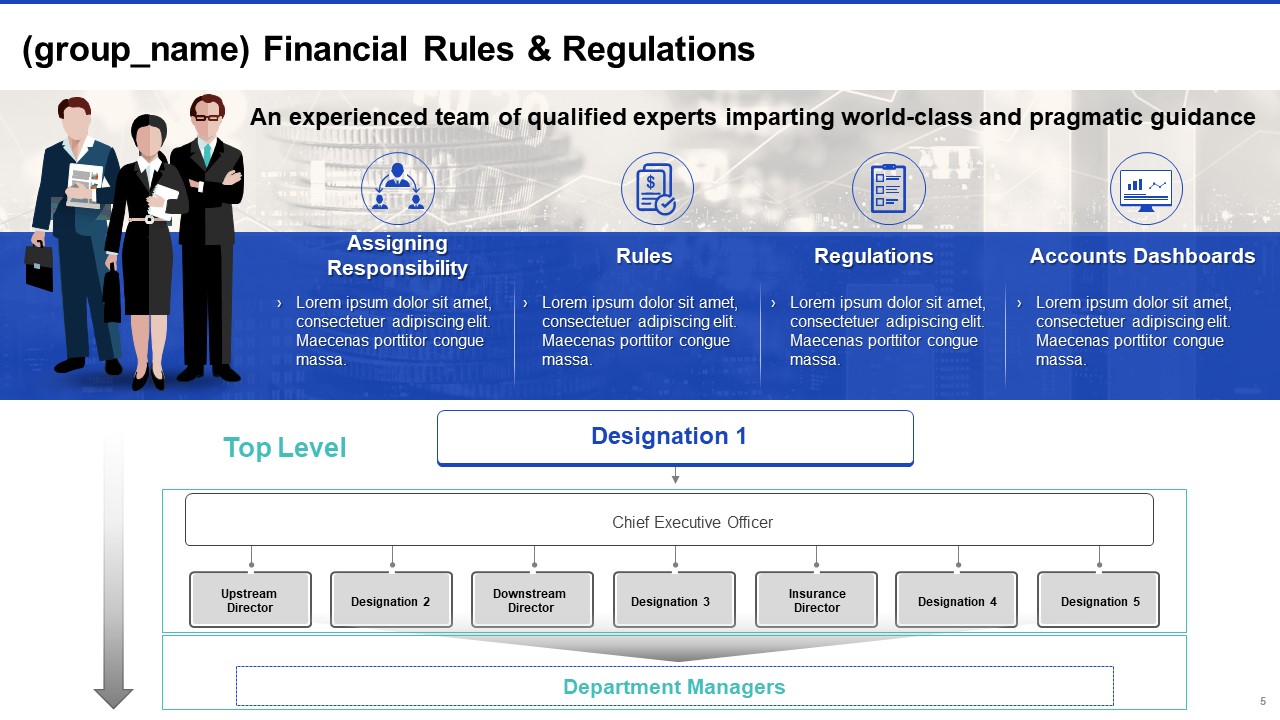 (group_name) Financial Rules & Regulations
An experienced team of qualified experts imparting world-class and pragmatic guidance
$
Assigning
Responsibility
Rules
Regulations
Accounts Dashboards
› Lorem ipsum dolor sit amet,
consectetuer adipiscing elit.
Maecenas porttitor congue
massa.
› Lorem ipsum dolor sit amet,
consectetuer adipiscing elit.
Maecenas porttitor congue
massa.
› Lorem ipsum dolor sit amet,
consectetuer adipiscing elit.
Maecenas porttitor congue
massa.
› Lorem ipsum dolor sit amet,
consectetuer adipiscing elit.
Maecenas porttitor congue
massa.
Top Level
Designation 1
Chief Executive Officer
Upstream
Director
Designation 2
Downstream
Director
Designation 3
Insurance
Director
Designation 4
Designation 5
Department Managers
5